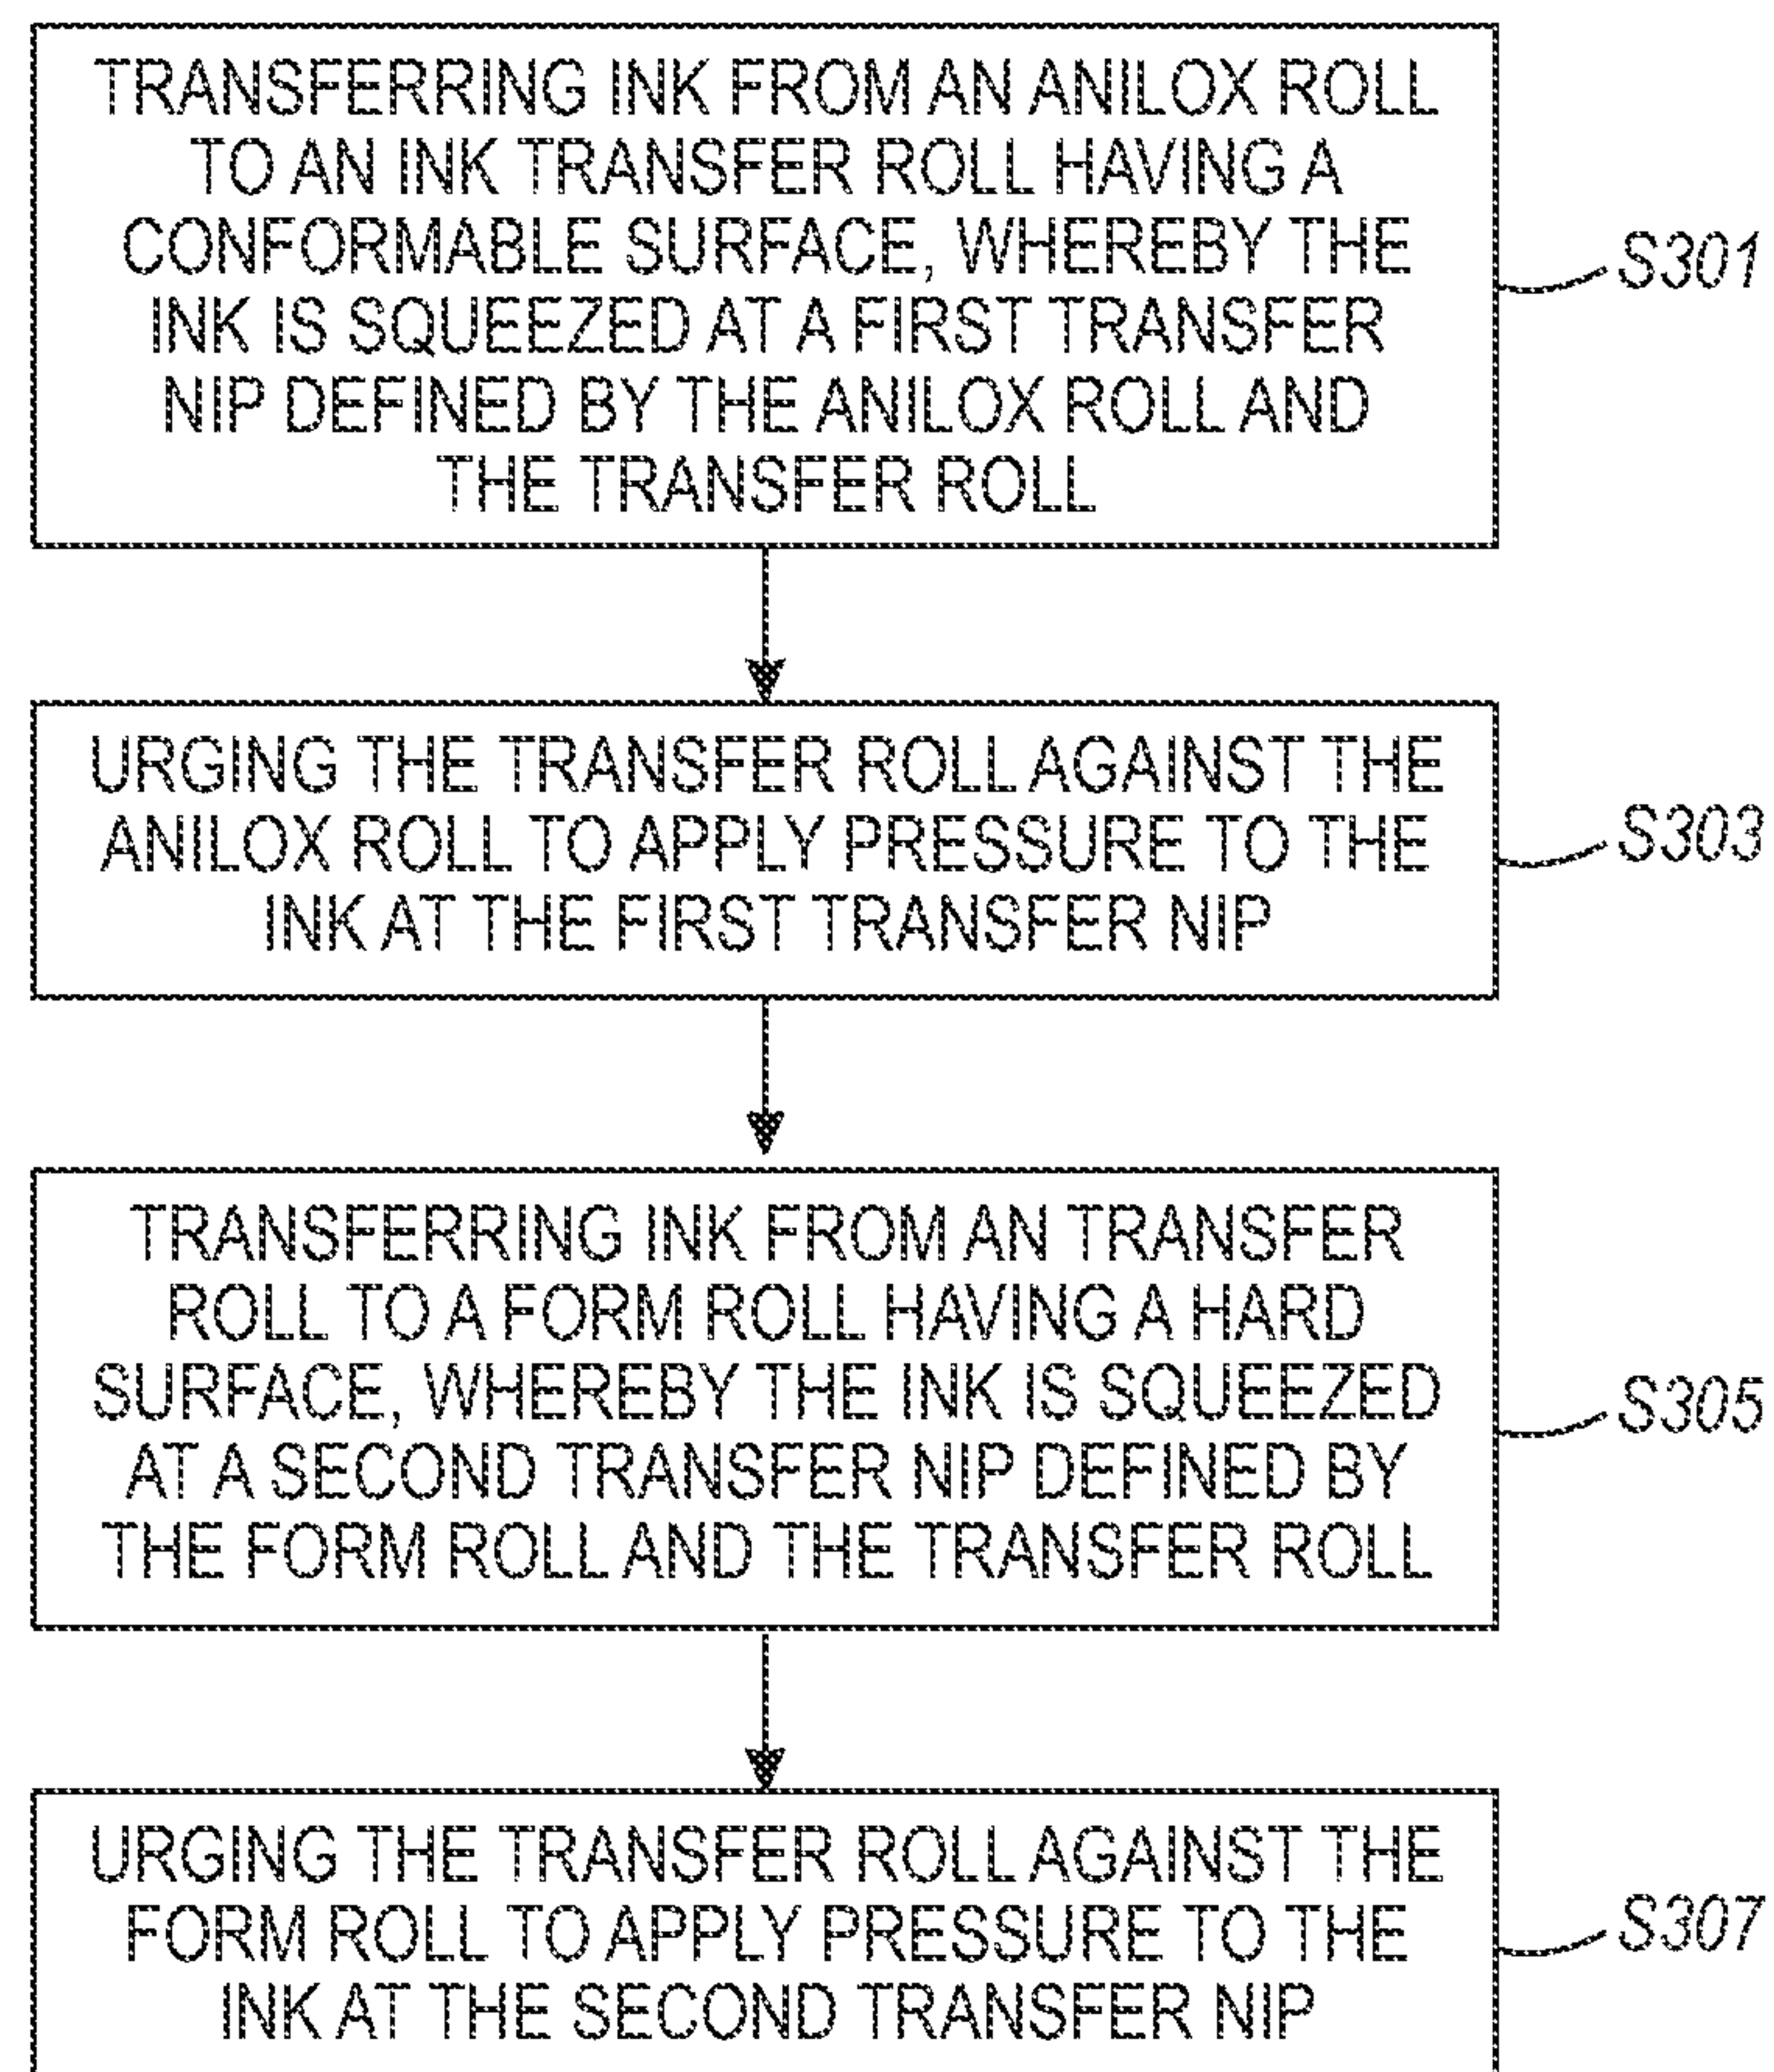 TRANSFERRING INK FROM AN ANILOX ROLL
TO AN INK TRANSFER ROLL HAVING A
CONFORMABLE SURFACE, WHEREBY THE
INK IS SQUEEZED AT A FIRST TRANSFER
NIP DEFINED BY THE ANILOX ROLL AND
THE TRANSFER ROLL
S301
URGING THE TRANSFER ROLL AGAINST THE
ANILOX ROLL TO APPLY PRESSURE TO THE
INK AT THE FIRST TRANSFER NIP
S303
TRANSFERRING INK FROM AN TRANSFER
ROLL TO A FORM ROLL HAVING A HARD
SURFACE, WHEREBY THE INK IS SQUEEZED
AT A SECOND TRANSFER NIP DEFINED BY
THE FORM ROLL AND THE TRANSFER ROLL
S305
URGING THE TRANSFER ROLL AGAINST THE
FORM ROLL TO APPLY PRESSURE TO THE
INK AT THE SECOND TRANSFER NIP
S307